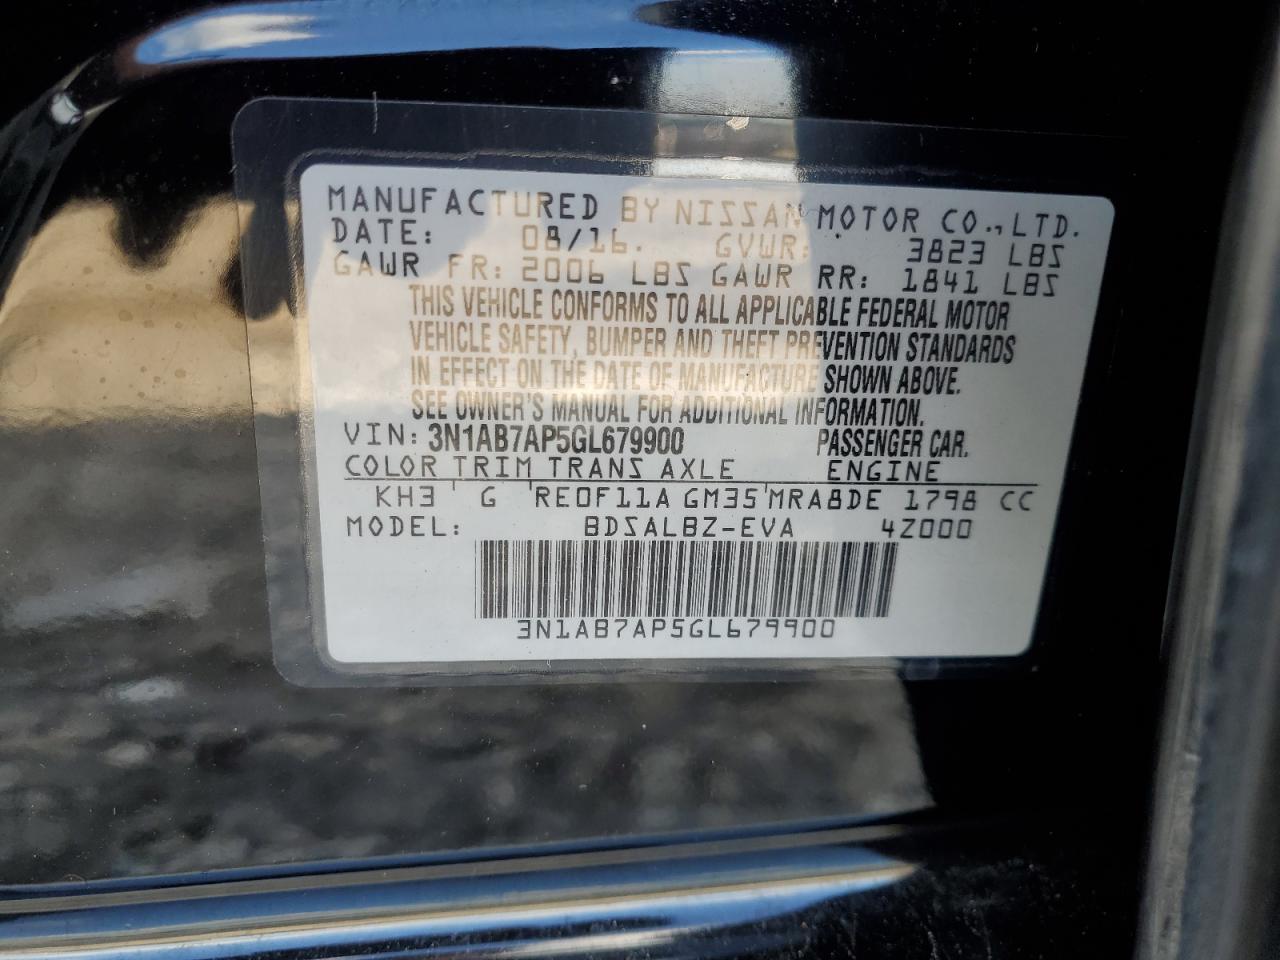 MANUFACTURED BY NISSAN MOTOR CO., LTD.
DATE: 08/16. GVWR: 3823 LBS
GAWR FR: 2006 LBS GAWR RR: 1841 LBS
THIS VEHICLE CONFORMS TO ALL APPLICABLE FEDERAL MOTOR
VEHICLE SAFETY, BUMPER AND THEFT PREVENTION STANDARDS
IN EFFECT ON THE DATE OF MANUFACTURE SHOWN ABOVE.
SEE OWNER'S MANUAL FOR ADDITIONAL INFORMATION.
VIN: 3N1AB7AP5GL679900 PASSENGER CAR.
COLOR TRIM TRANS AXLE ENGINE
KH3 ' G ' RE0F11A GM35 ' MRA8DE 1798 CC
MODEL: BDSALBZ-EVA 4Z000
3N1AB7AP5GL679900